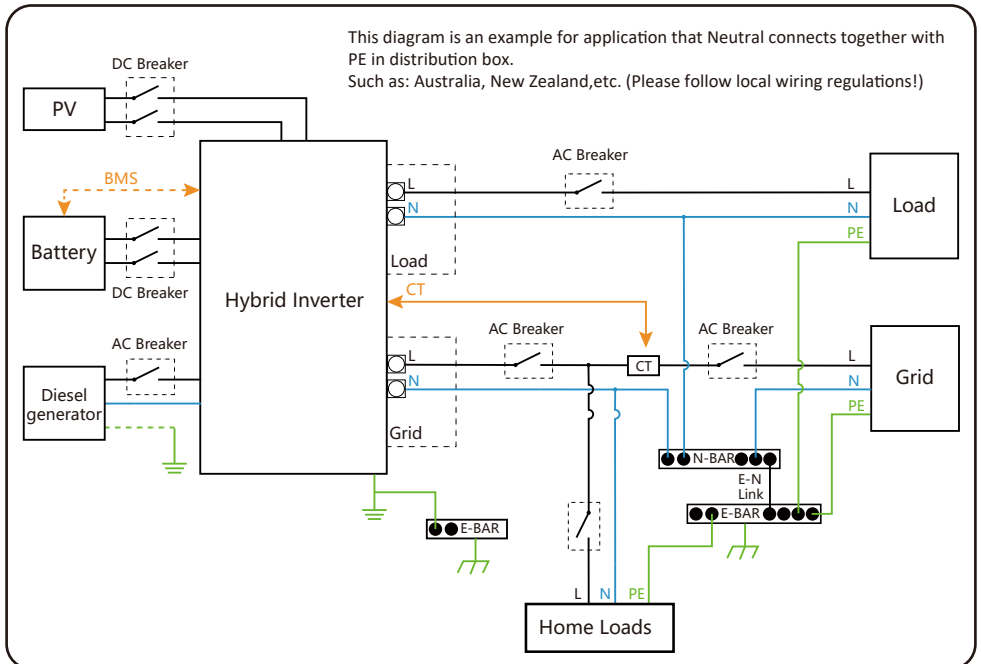 This diagram is an example for application that Neutral connects together with
PE in distribution box.
Such as: Australia, New Zealand,etc. (Please follow local wiring regulations!)
DC Breaker
PV
BMS
Battery
DC Breaker
AC Breaker
Diesel
generator
Hybrid Inverter
L
N
Load
CT
L
N
Grid
AC Breaker
L
N
PE
Load
AC Breaker
CT
AC Breaker
L
N
PE
Grid
N-BAR
E-N
Link
E-BAR
E-BAR
L
N
PE
Home Loads